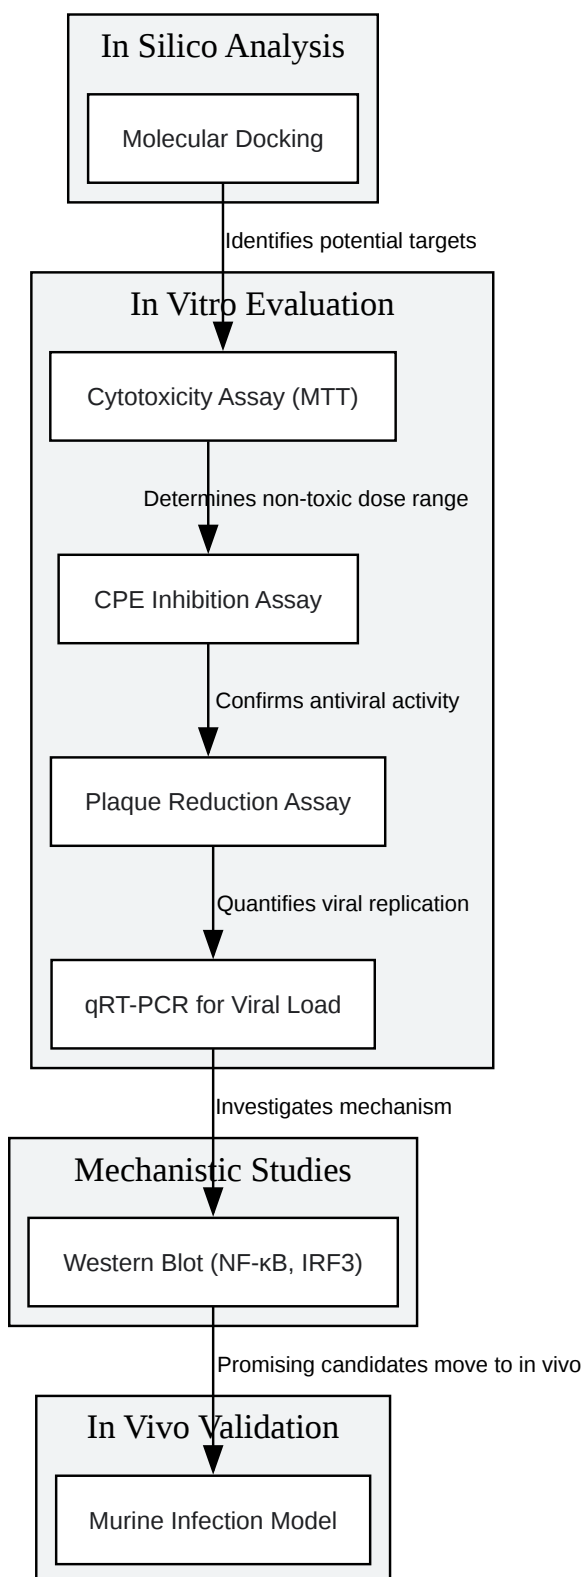 In Silico Analysis
Molecular Docking
Identifies potential targets
In Vitro Evaluation
Cytotoxicity Assay (MTT)
Determines non-toxic dose range
CPE Inhibition Assay
Confirms antiviral activity
Plaque Reduction Assay
Quantifies viral replication
qRT-PCR for Viral Load
Investigates mechanism
Mechanistic Studies
Western Blot (NF-κB, IRF3)
Promising candidates move to in vivo
In Vivo Validation
Murine Infection Model